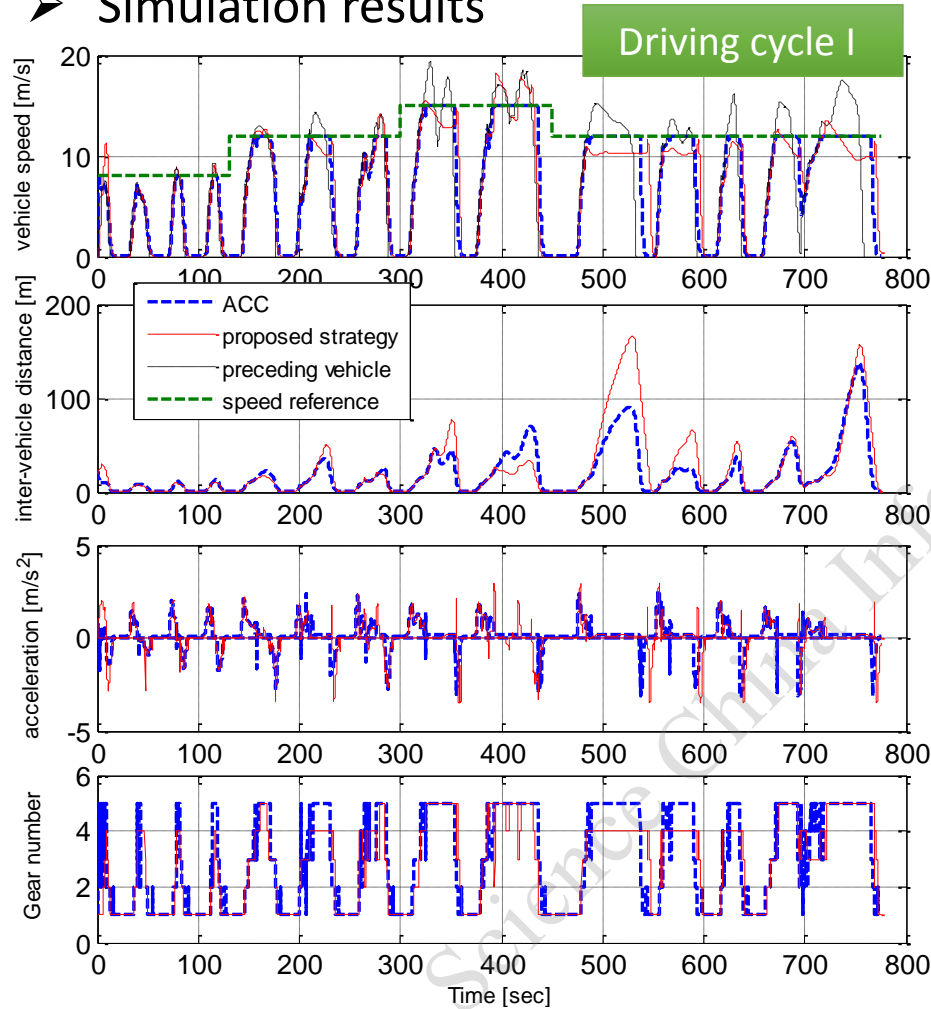 ➢ Simulation results
Driving cycle I
vehicle speed [m/s]
20
10
0
0 100 200 300 400 500 600 700 800
inter-vehicle distance [m]
200
100
0
ACC
proposed strategy
preceding vehicle
speed reference
0 100 200 300 400 500 600 700 800
acceleration [m/s²]
5
0
-5
0 100 200 300 400 500 600 700 800
Gear number
6
4
2
0
0 100 200 300 400 500 600 700 800
Time [sec]
Science China Inf